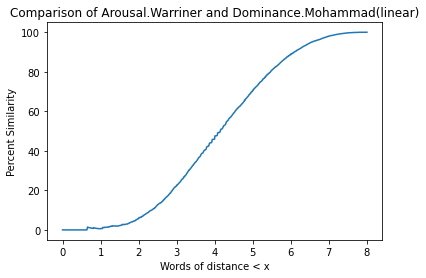 Comparison of Arousal.Warriner and Dominance.Mohammad(linear)
100
80
60
40
20
0
Percent Similarity
0 1 2 3 4 5 6 7 8
Words of distance < x